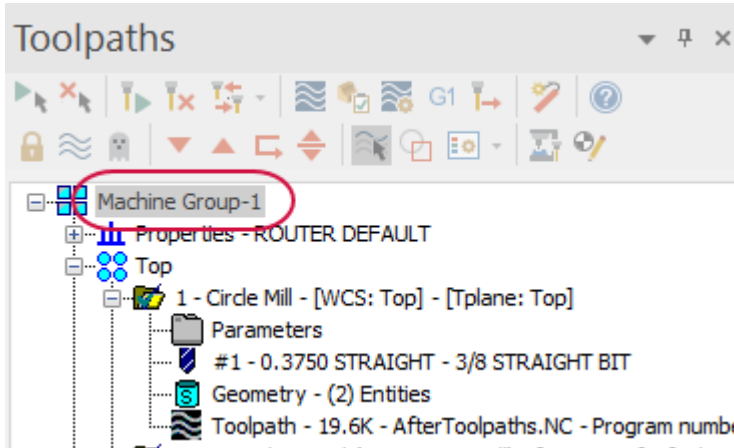 Toolpaths
G1
Machine Group-1
Properties - ROUTER DEFAULT
Top
1 - Circle Mill - [WCS: Top] - [Tplane: Top]
Parameters
#1 - 0.3750 STRAIGHT - 3/8 STRAIGHT BIT
Geometry - (2) Entities
Toolpath - 19.6K - AfterToolpaths.NC - Program numbe